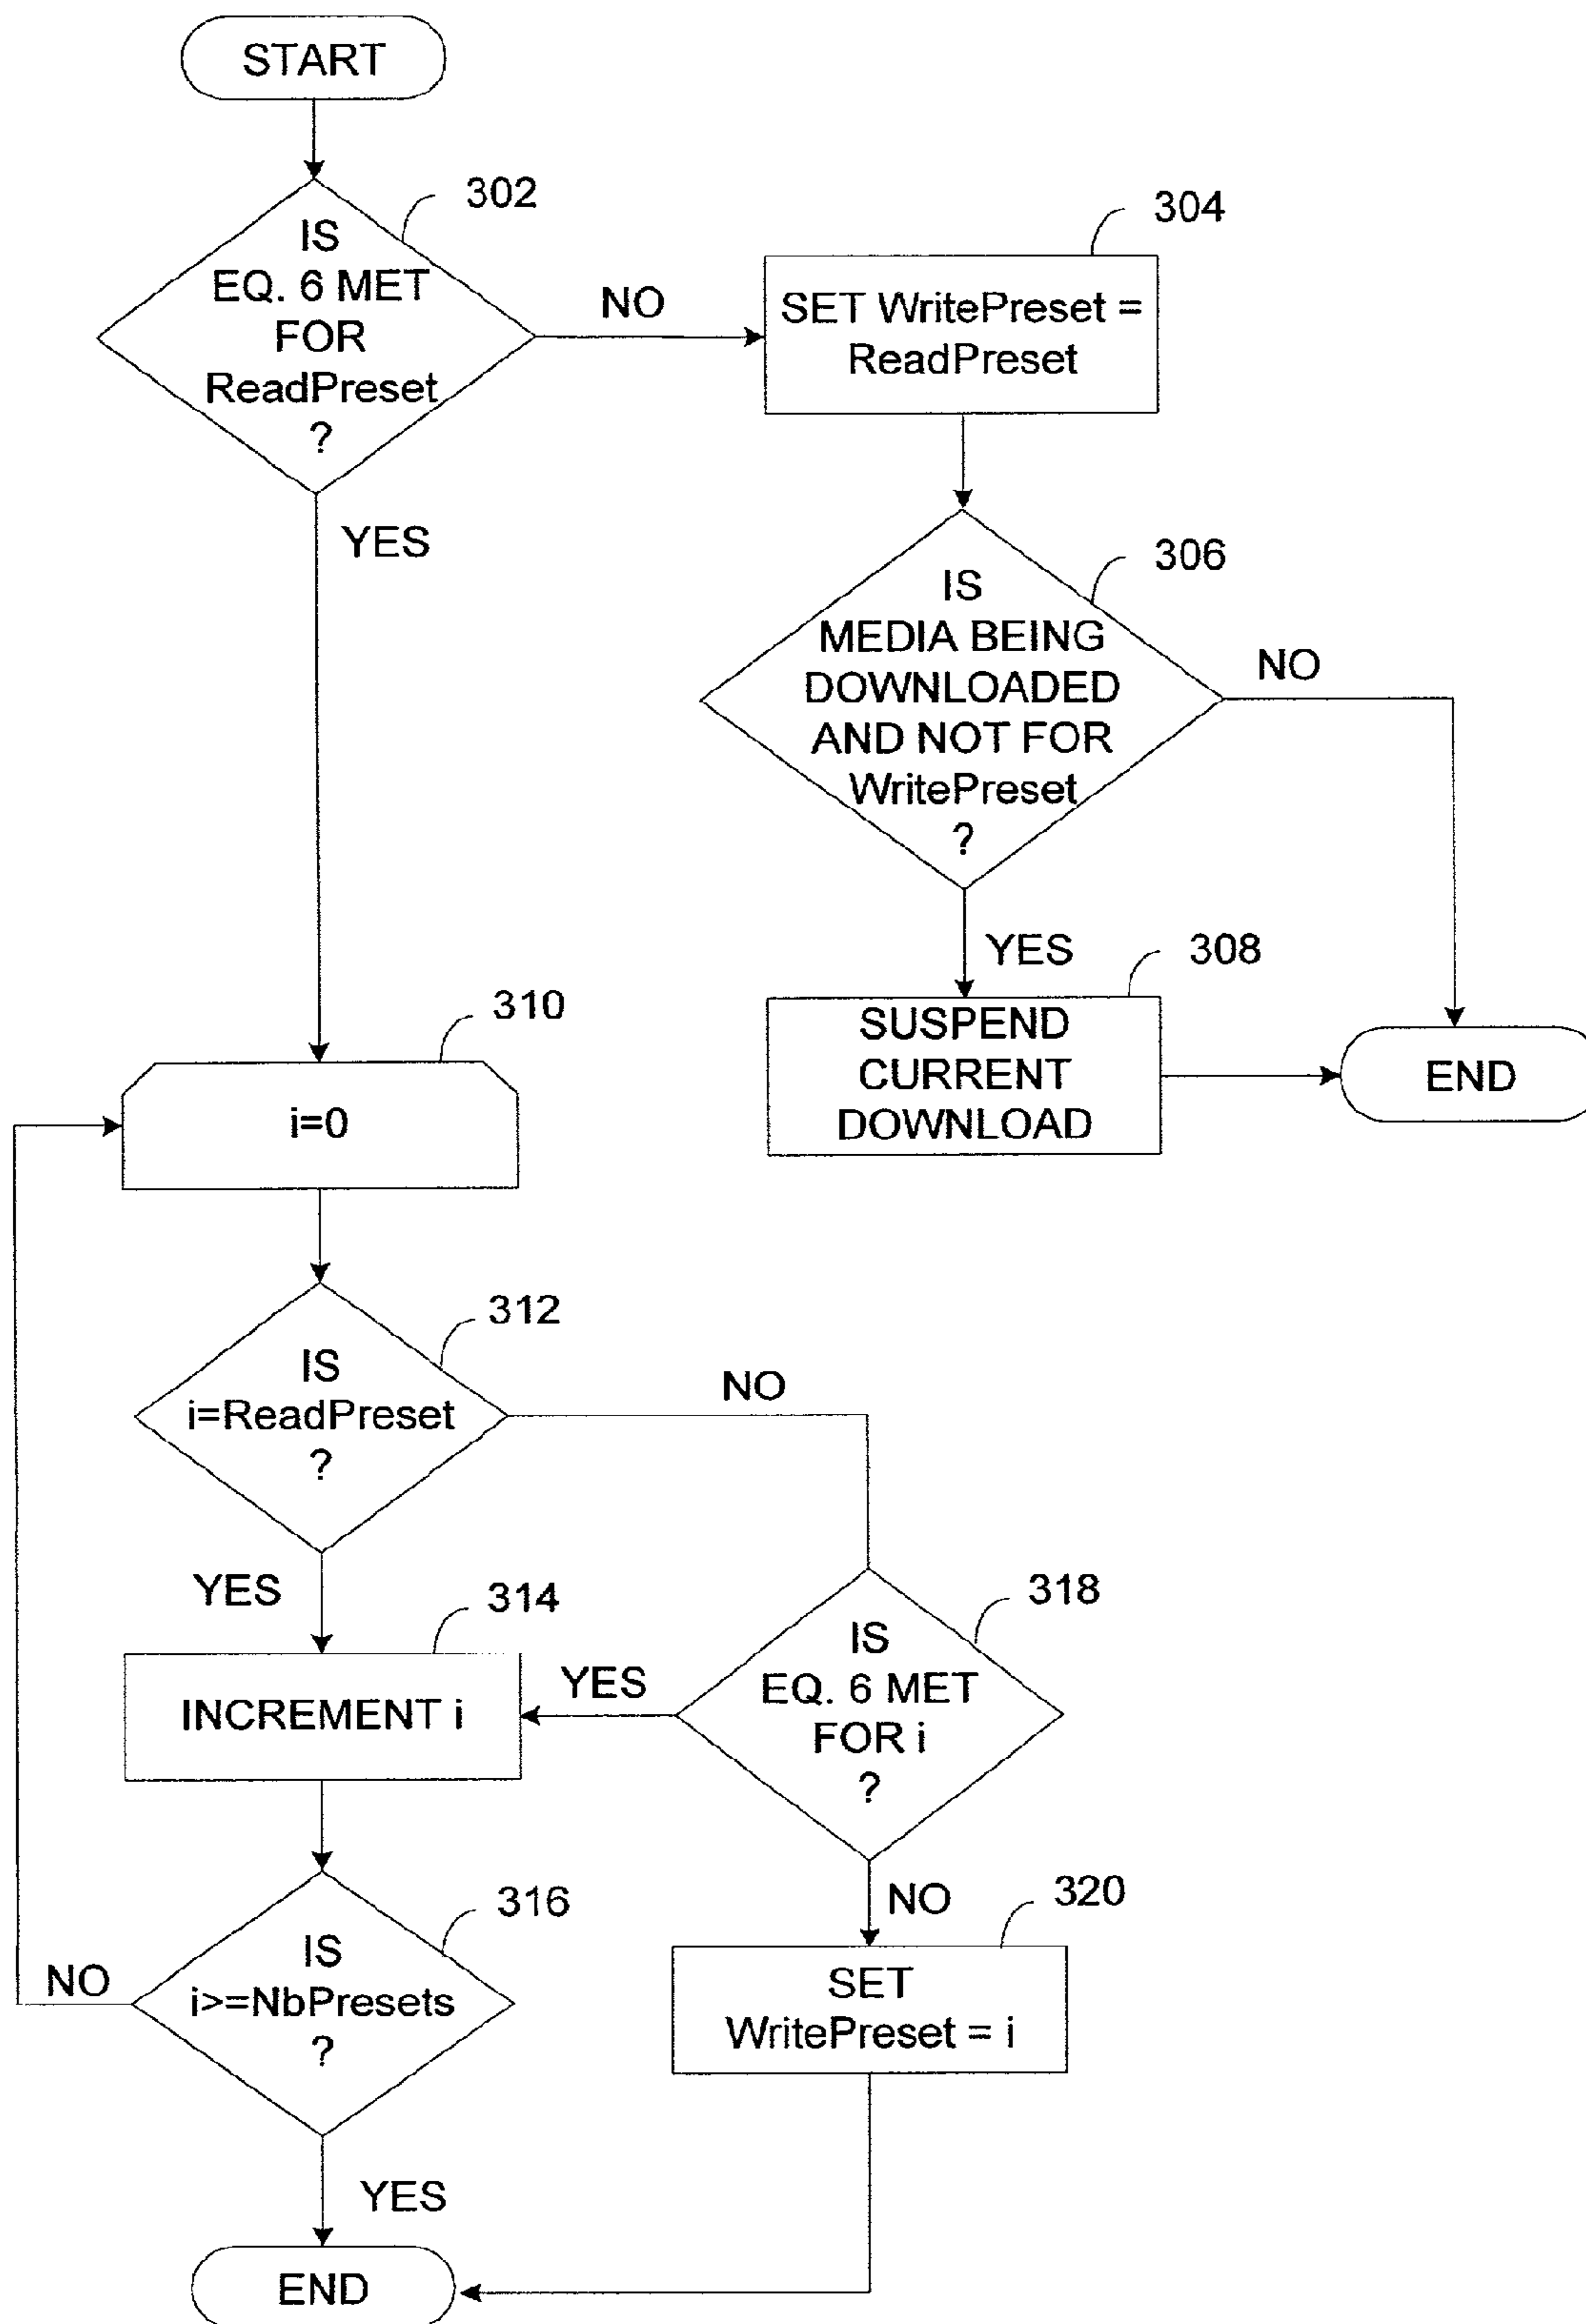 START
302
IS
EQ. 6 MET
FOR
ReadPreset
?
NO
YES
304
SET WritePreset =
ReadPreset
306
IS
MEDIA BEING
DOWNLOADED
AND NOT FOR
WritePreset
?
NO
YES
308
SUSPEND
CURRENT
DOWNLOAD
END
310
i=0
312
IS
i=ReadPreset
?
NO
YES
314
INCREMENT i
318
IS
EQ. 6 MET
FOR i
?
YES
NO
316
IS
i>=NbPresets
?
NO
YES
320
SET
WritePreset = i
END